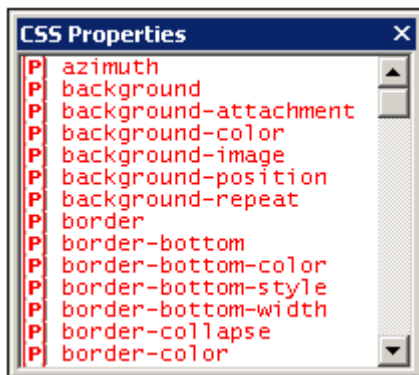 CSS Properties
P azimuth
P background
P background-attachment
P background-color
P background-image
P background-position
P background-repeat
P border
P border-bottom
P border-bottom-color
P border-bottom-style
P border-bottom-width
P border-collapse
P border-color